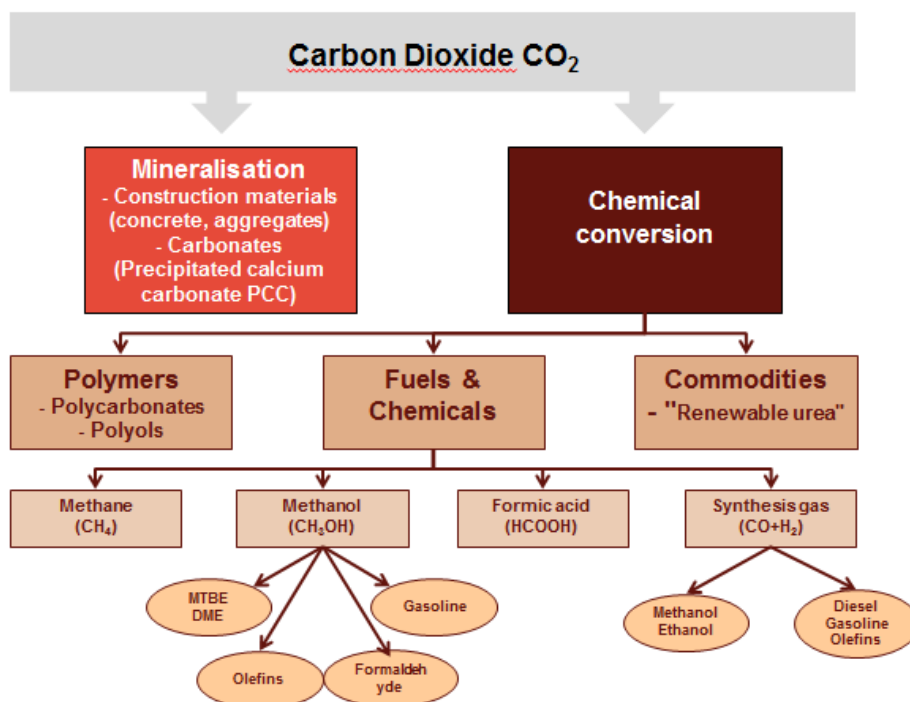 Carbon Dioxide CO₂
Mineralisation
- Construction materials
(concrete, aggregates)
- Carbonates
(Precipitated calcium
carbonate PCC)
Chemical
conversion
Polymers
- Polycarbonates
- Polyols
Fuels &
Chemicals
Commodities
- "Renewable urea"
Methane
(CH₄)
Methanol
(CH₃OH)
Formic acid
(HCOOH)
Synthesis gas
(CO+H₂)
MTBE
DME
Gasoline
Olefins
Formaldeh
yde
Methanol
Ethanol
Diesel
Gasoline
Olefins